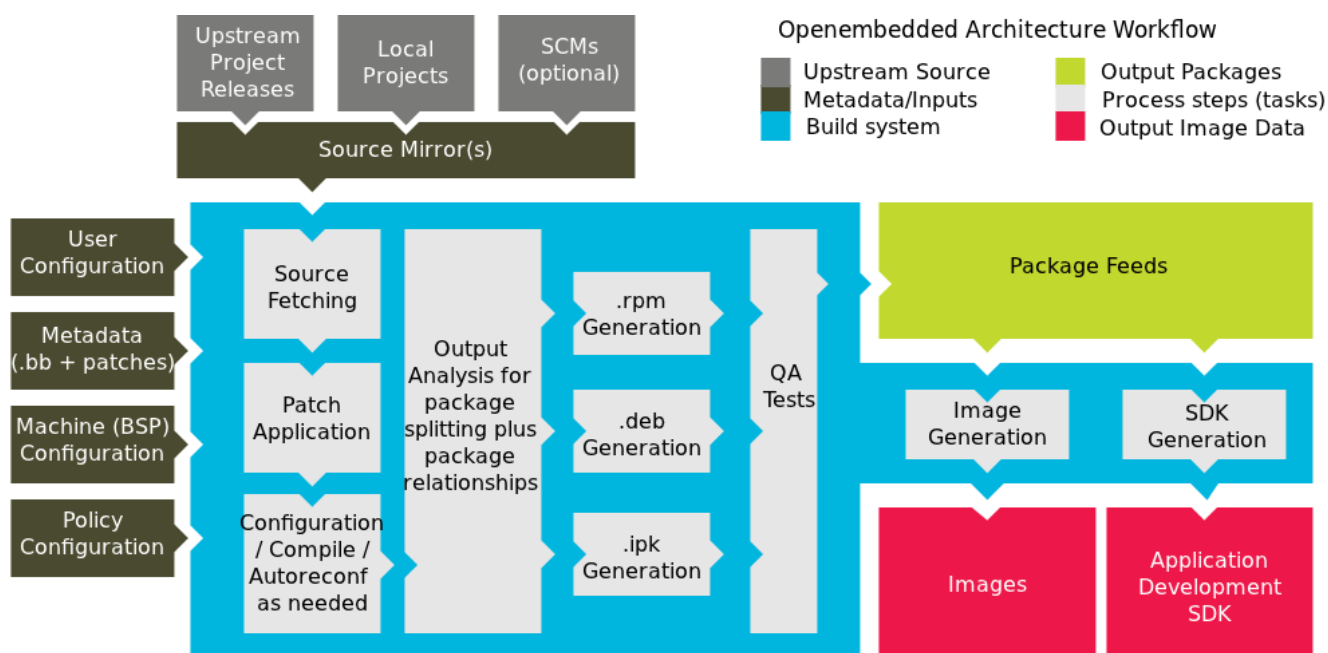 Openembedded Architecture Workflow
Upstream Source
Metadata/Inputs
Build system
Output Packages
Process steps (tasks)
Output Image Data
Upstream
Project
Releases
Local
Projects
SCMs
(optional)
Source Mirror(s)
User
Configuration
Metadata
(.bb + patches)
Machine (BSP)
Configuration
Policy
Configuration
Source
Fetching
Patch
Application
Configuration
/ Compile /
Autoreconf
as needed
Output
Analysis for
package
splitting plus
package
relationships
.rpm
Generation
.deb
Generation
.ipk
Generation
QA
Tests
Package Feeds
Image
Generation
SDK
Generation
Images
Application
Development
SDK